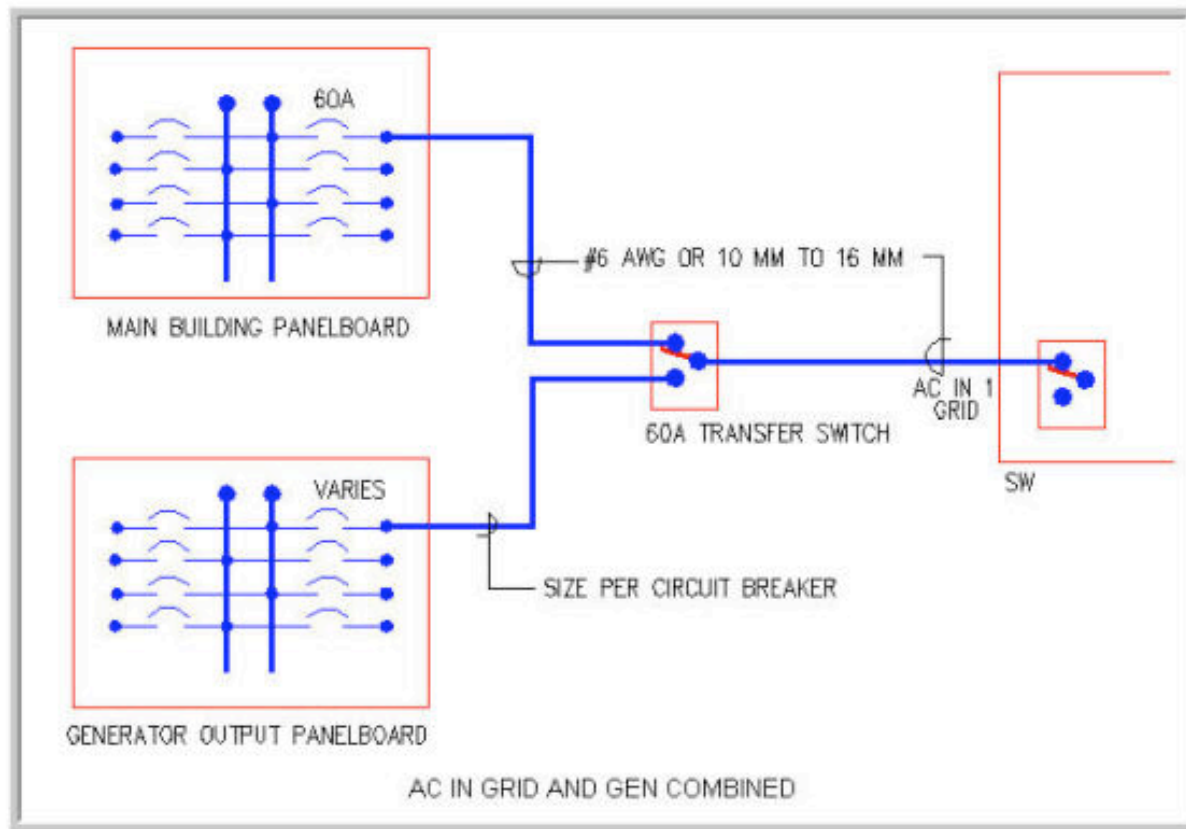 60A
MAIN BUILDING PANELBOARD
#6 AWG OR 10 MM TO 16 MM
AC IN 1
GRID
60A TRANSFER SWITCH
SW
VARIES
SIZE PER CIRCUIT BREAKER
GENERATOR OUTPUT PANELBOARD
AC IN GRID AND GEN COMBINED